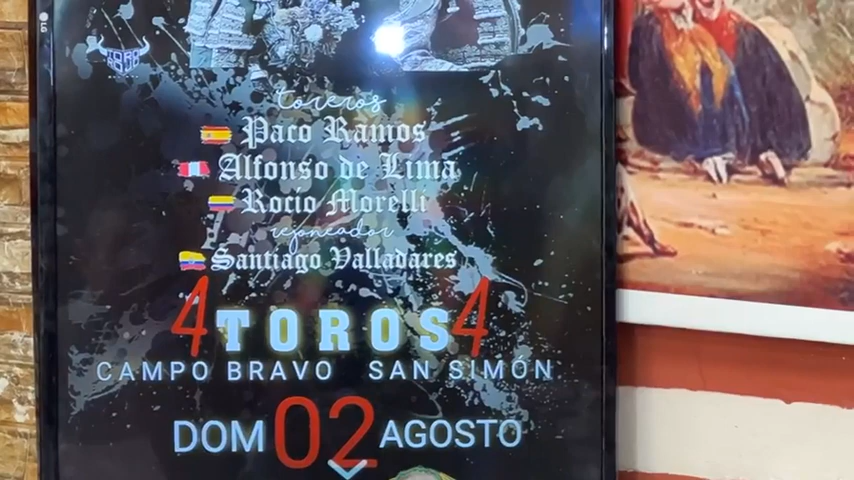 toreros
Paco Ramos
Alfonso de Lima
Rocío Morelli
rejoneador
Santiago Valladares
4 TOROS 4
CAMPO BRAVO SAN SIMÓN
DOM 02 AGOSTO